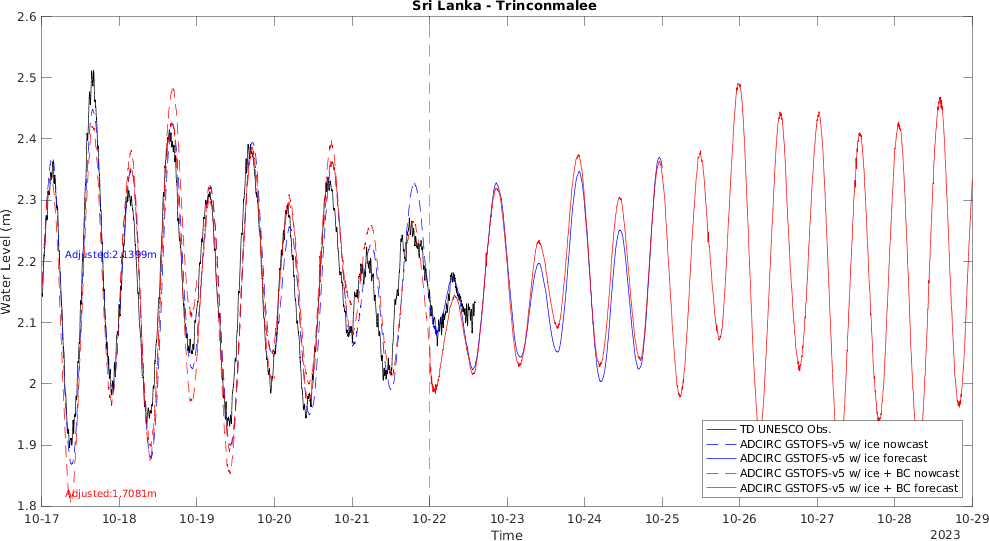 Sri Lanka - Trinconmalee
Water Level (m)
2.6
2.5
2.4
2.3
2.2
2.1
2
1.9
1.8
Adjusted:2.1399m
Adjusted:1.7081m
TD UNESCO Obs.
ADCIRC GSTOFS-v5 w/ ice nowcast
ADCIRC GSTOFS-v5 w/ ice forecast
ADCIRC GSTOFS-v5 w/ ice + BC nowcast
ADCIRC GSTOFS-v5 w/ ice + BC forecast
10-17 10-18 10-19 10-20 10-21 10-22 10-23 10-24 10-25 10-26 10-27 10-28 10-29
Time
2023